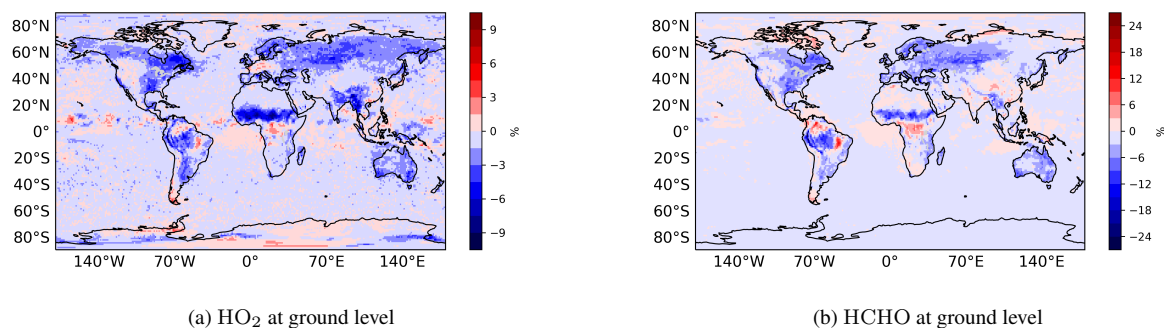 80°N
60°N
40°N
20°N
0°
20°S
40°S
60°S
80°S
140°W 70°W 0° 70°E 140°E
9
6
3
0
−3
−6
−9
%
80°N
60°N
40°N
20°N
0°
20°S
40°S
60°S
80°S
140°W 70°W 0° 70°E 140°E
24
18
12
6
0
−6
−12
−18
−24
%
(a) HO₂ at ground level
(b) HCHO at ground level